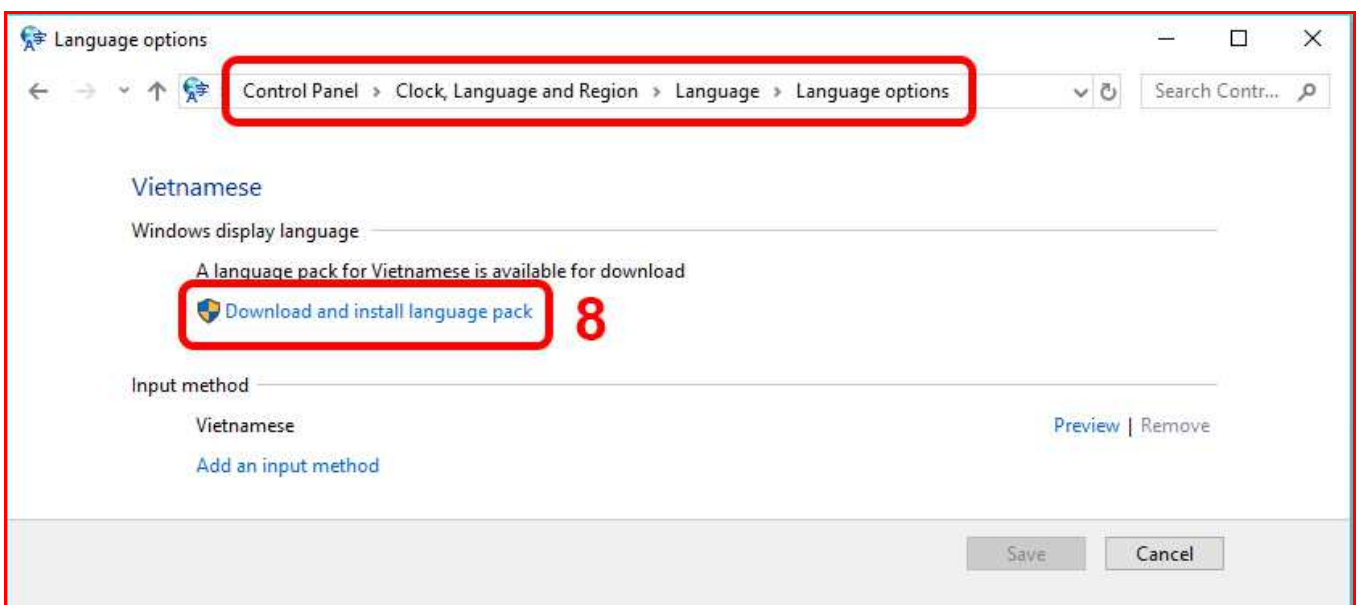 Language options
Control Panel > Clock, Language and Region > Language > Language options
Search Contr...
Vietnamese
Windows display language
A language pack for Vietnamese is available for download
Download and install language pack 8
Input method
Vietnamese Preview | Remove
Add an input method
Save Cancel